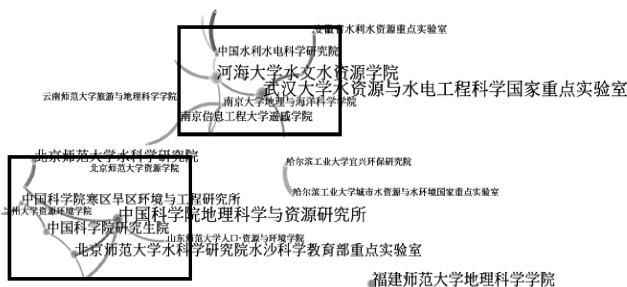 安徽省水利水资源重点实验室
中国水利水电科学研究院
河海大学水文水资源学院
武汉大学水资源与水电工程科学国家重点实验室
云南师范大学旅游与地理科学学院
南京大学地理与海洋科学学院
南京信息工程大学遥感学院
北京师范大学水科学研究院
北京师范大学资源学院
哈尔滨工业大学宜兴环保研究院
中国科学院寒区旱区环境与工程研究所
哈尔滨工业大学城市水资源与水环境国家重点实验室
兰州大学资源环境学院
中国科学院地理科学与资源研究所
中国科学院研究生院
山东师范大学人口·资源与环境学院
北京师范大学水科学研究院水沙科学教育部重点实验室
福建师范大学地理科学学院